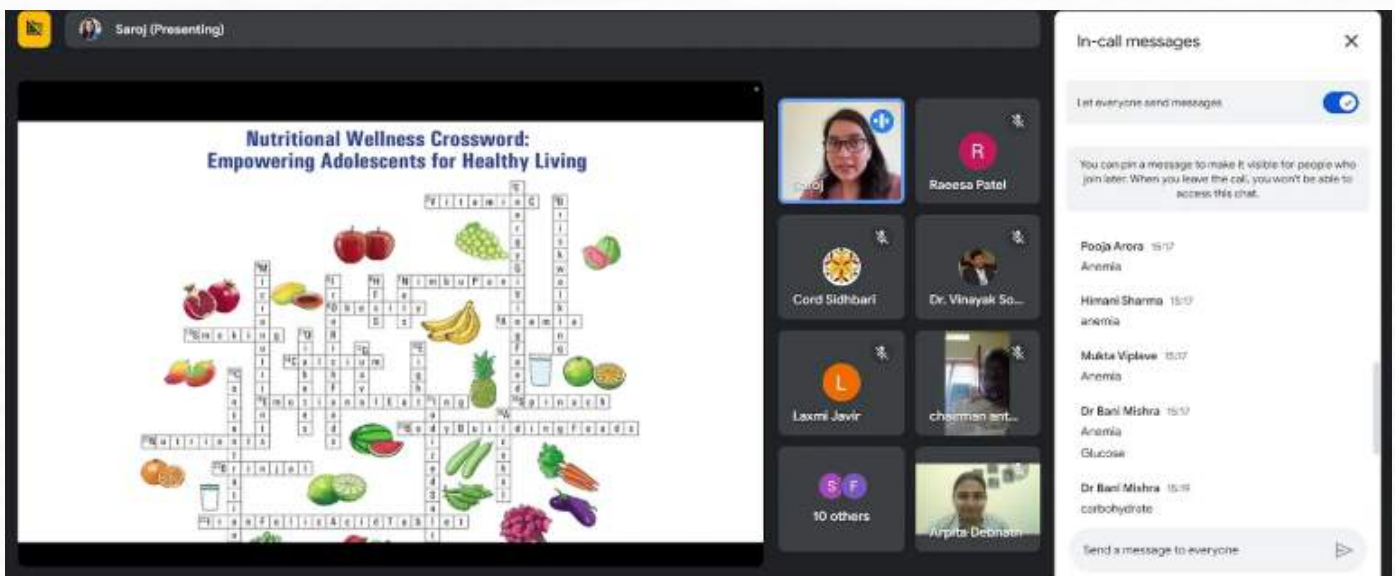 Saroj (Presenting)
Nutritional Wellness Crossword:
Empowering Adolescents for Healthy Living
Vitamin C
Nimbu Pani
Obesity
Anemia
Smoking
Calcium
Emotional Eating
Spinach
Body Building Foods
Nutrients
Brinjal
Iron Folic Acid Tablet
Saroj
R
Raeesa Patel
Cord Sidhbari
Dr. Vinayak So...
L
Laxmi Javir
chairman ant...
S F
10 others
Arpita Debnath
In-call messages
Let everyone send messages
You can pin a message to make it visible for people who
join later. When you leave the call, you won't be able to
access this chat.
Pooja Arora 15:17
Anemia
Himani Sharma 15:17
anemia
Mukta Viplave 15:17
Anemia
Dr Bani Mishra 15:17
Anemia
Glucose
Dr Bani Mishra 15:19
carbohydrate
Send a message to everyone